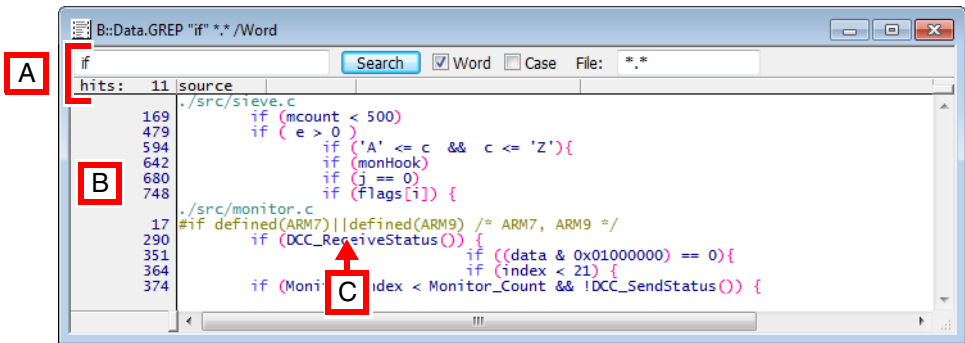 B::Data.GREP "if" *.* /Word
A
if Search Word Case File: *.*
hits: 11 source
./src/sieve.c
169 if (mcount < 500)
479 if ( e > 0 )
594 if ('A' <= c && c <= 'Z'){
B
642 if (monHook)
680 if (j == 0)
748 if (flags[i]) {
./src/monitor.c
17 #if defined(ARM7)||defined(ARM9) /* ARM7, ARM9 */
290 if (DCC_ReceiveStatus()) {
351 if ((data & 0x01000000) == 0){
364 if (index < 21) {
C
374 if (Moni ndex < Monitor_Count && !DCC_SendStatus()) {